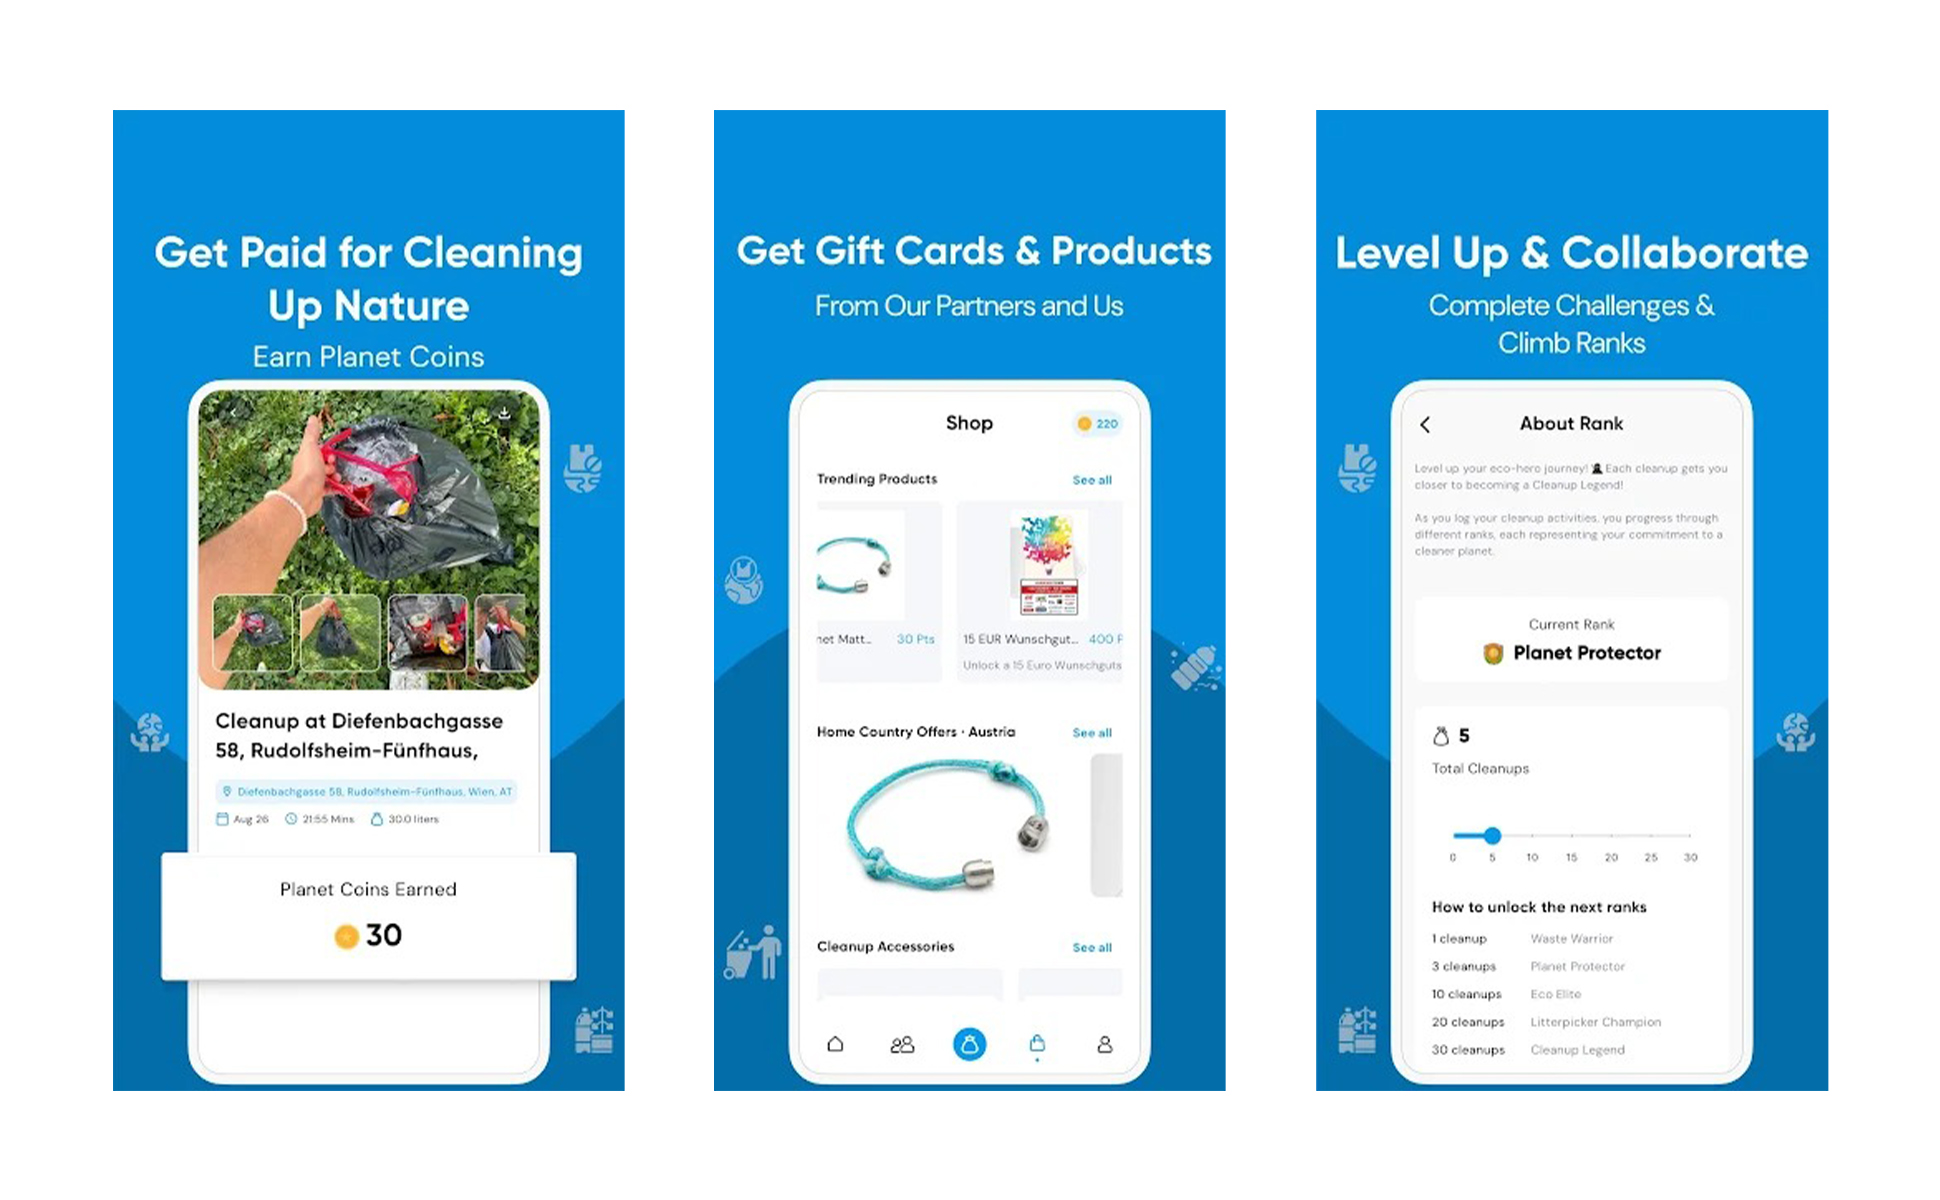 Get Paid for Cleaning
Up Nature
Earn Planet Coins
Cleanup at Diefenbachgasse
58, Rudolfsheim-Fünfhaus,
Diefenbachgasse 58, Rudolfsheim-Fünfhaus, Wien, AT
Aug 26 21:55 Mins 30.0 liters
Planet Coins Earned
30
Get Gift Cards & Products
From Our Partners and Us
Shop
220
Trending Products See all
Matt... 30 Pts
15 EUR Wunschgut... 400
Unlock a 15 Euro Wunschguts
Home Country Offers · Austria See all
Cleanup Accessories See all
Level Up & Collaborate
Complete Challenges &
Climb Ranks
About Rank
Level up your eco-hero journey! Each cleanup gets you
closer to becoming a Cleanup Legend!
As you log your cleanup activities, you progress through
different ranks, each representing your commitment to a
cleaner planet.
Current Rank
Planet Protector
5
Total Cleanups
0 5 10 15 20 25 30
How to unlock the next ranks
1 cleanup Waste Warrior
3 cleanups Planet Protector
10 cleanups Eco Elite
20 cleanups Litterpicker Champion
30 cleanups Cleanup Legend